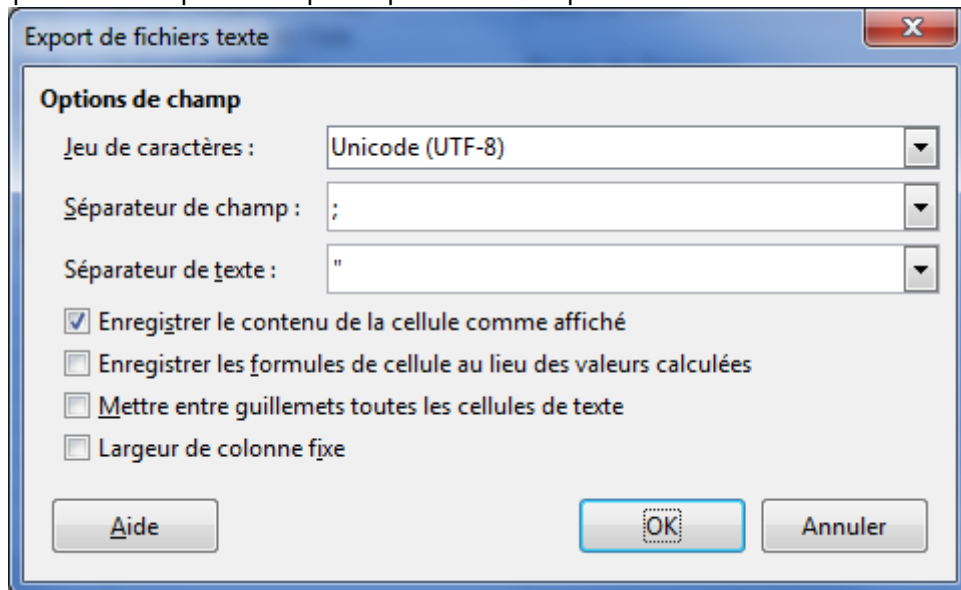 Export de fichiers texte
Options de champ
Jeu de caractères :
Unicode (UTF-8)
Séparateur de champ :
;
Séparateur de texte :
"
Enregistrer le contenu de la cellule comme affiché
Enregistrer les formules de cellule au lieu des valeurs calculées
Mettre entre guillemets toutes les cellules de texte
Largeur de colonne fixe
Aide
OK
Annuler